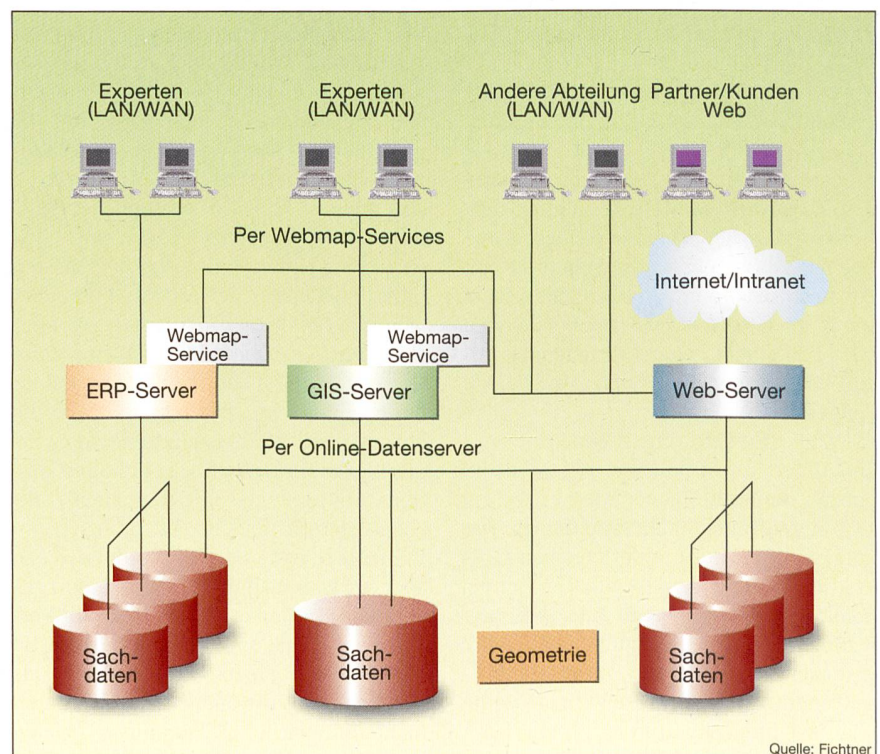 Experten
(LAN/WAN)
Experten
(LAN/WAN)
Andere Abteilung
(LAN/WAN)
Partner/Kunden
Web
Per Webmap-Services
Internet/Intranet
Webmap-
Service
Webmap-
Service
ERP-Server
GIS-Server
Web-Server
Per Online-Datenserver
Sach-
daten
Sach-
daten
Geometrie
Sach-
daten
Quelle: Fichtner